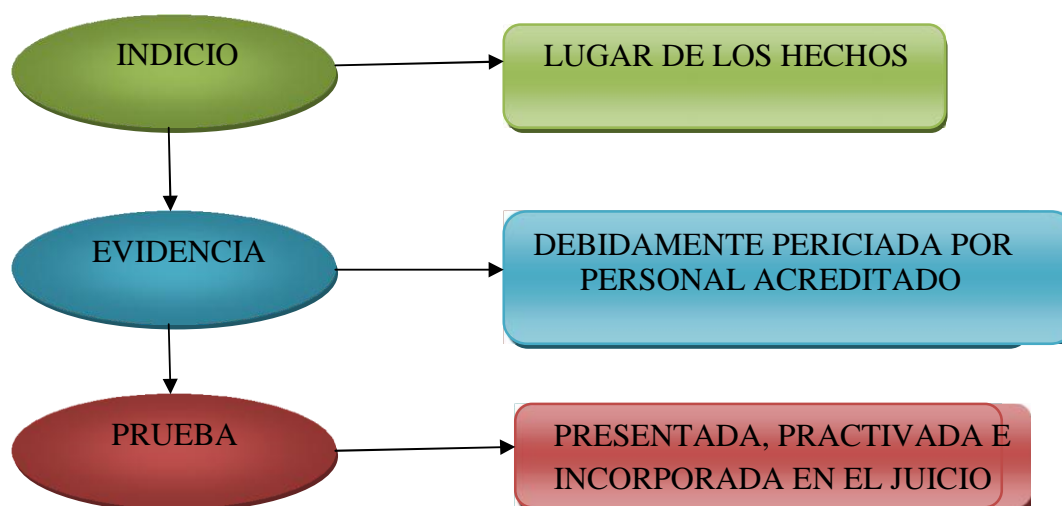 INDICIO
LUGAR DE LOS HECHOS
EVIDENCIA
DEBIDAMENTE PERICIADA POR
PERSONAL ACREDITADO
PRUEBA
PRESENTADA, PRACTIVADA E
INCORPORADA EN EL JUICIO